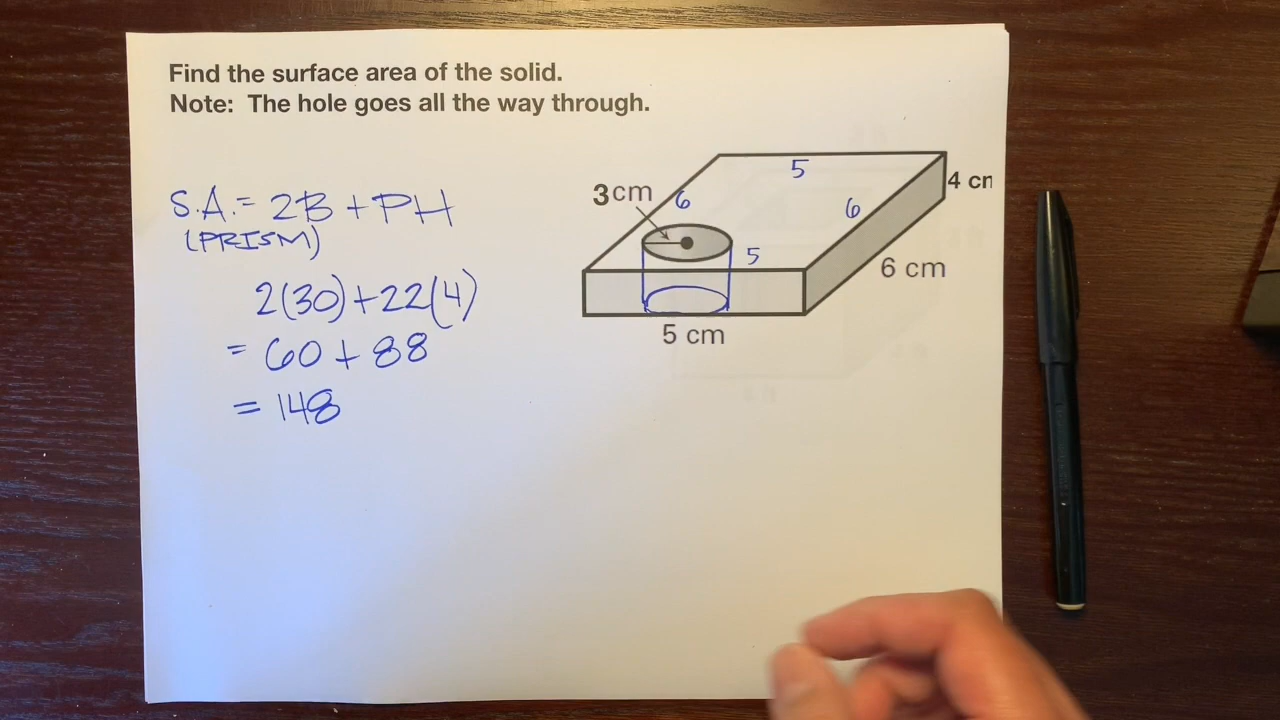 Find the surface area of the solid.
Note: The hole goes all the way through.
S.A. = 2B + PH
(PRISM)
2(30) + 22(4)
= 60 + 88
= 148
5
3cm
6
6
4 cm
5
6 cm
5 cm